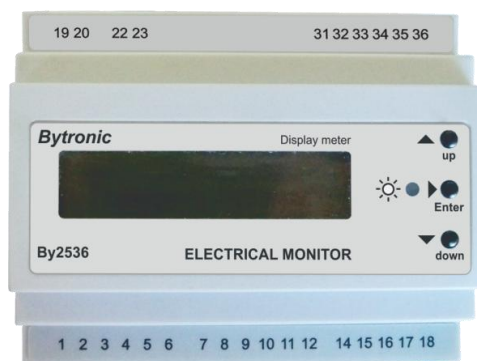 19 20 22 23 31 32 33 34 35 36
Bytronic Display meter
up
Enter
By2536 ELECTRICAL MONITOR down
1 2 3 4 5 6 7 8 9 10 11 12 14 15 16 17 18